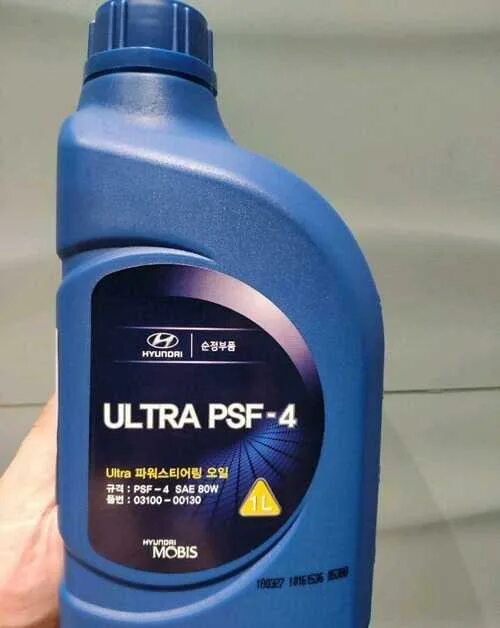 HYUNDAI
순정부품
ULTRA PSF-4
Ultra 파워스티어링 오일
규격 : PSF-4 SAE 80W
품번 : 03100-00130
1L
HYUNDAI
MOBIS